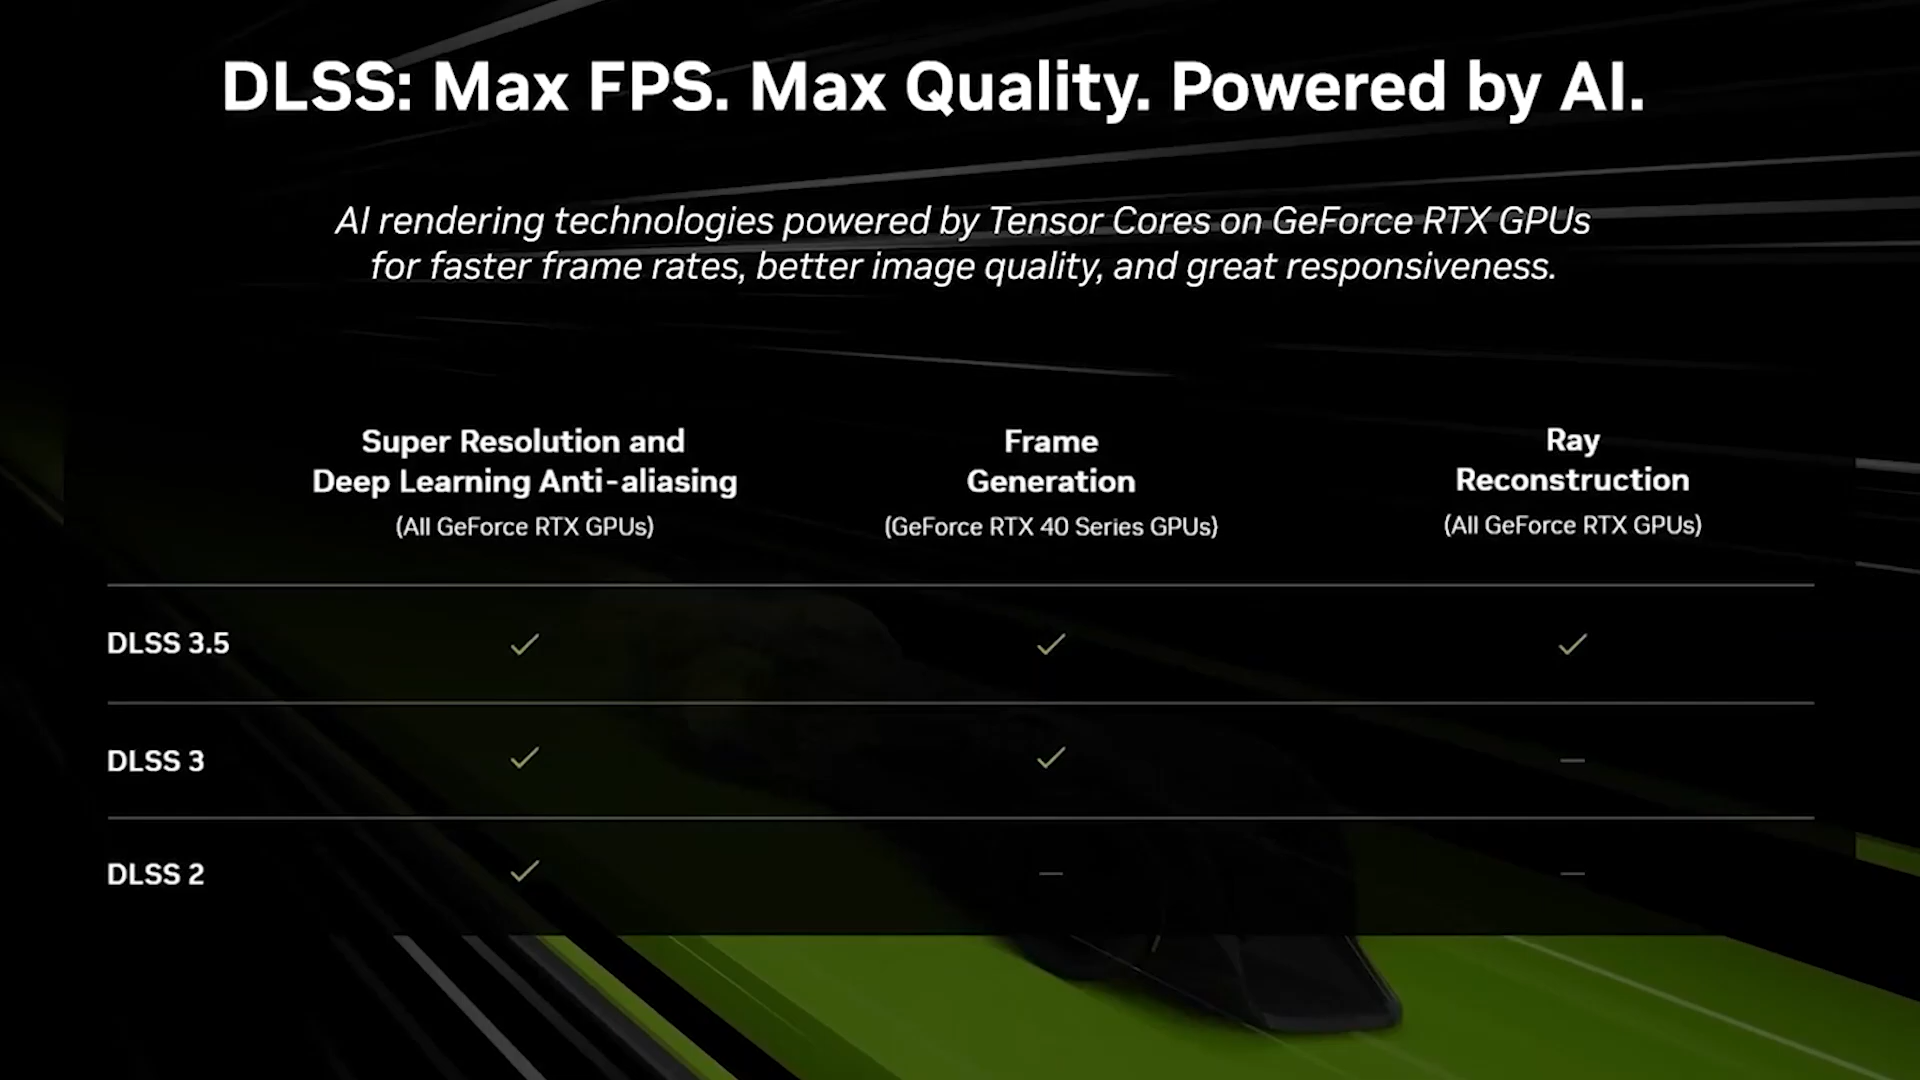 DLSS: Max FPS. Max Quality. Powered by AI.
AI rendering technologies powered by Tensor Cores on GeForce RTX GPUs
for faster frame rates, better image quality, and great responsiveness.
Super Resolution and
Deep Learning Anti-aliasing
(All GeForce RTX GPUs)
Frame
Generation
(GeForce RTX 40 Series GPUs)
Ray
Reconstruction
(All GeForce RTX GPUs)
DLSS 3.5 ✓ ✓ ✓
DLSS 3 ✓ ✓ —
DLSS 2 ✓ — —